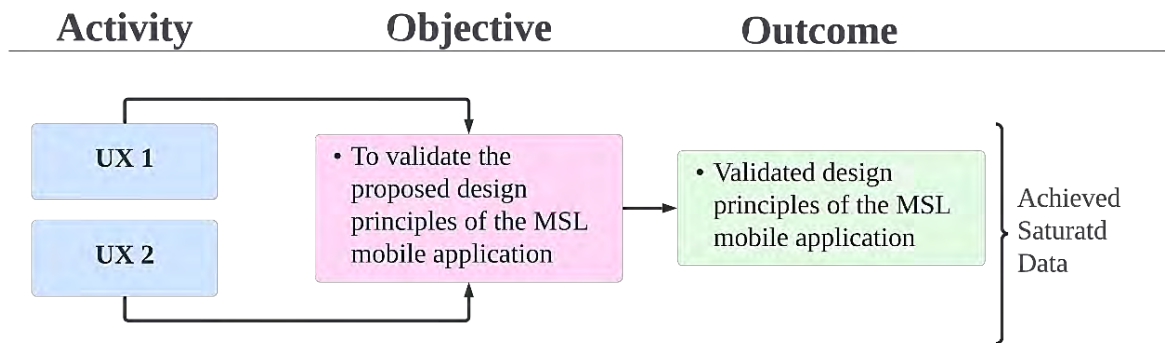 Activity
Objective
Outcome
UX 1
UX 2
• To validate the
proposed design
principles of the MSL
mobile application
• Validated design
principles of the MSL
mobile application
Achieved
Saturatd
Data